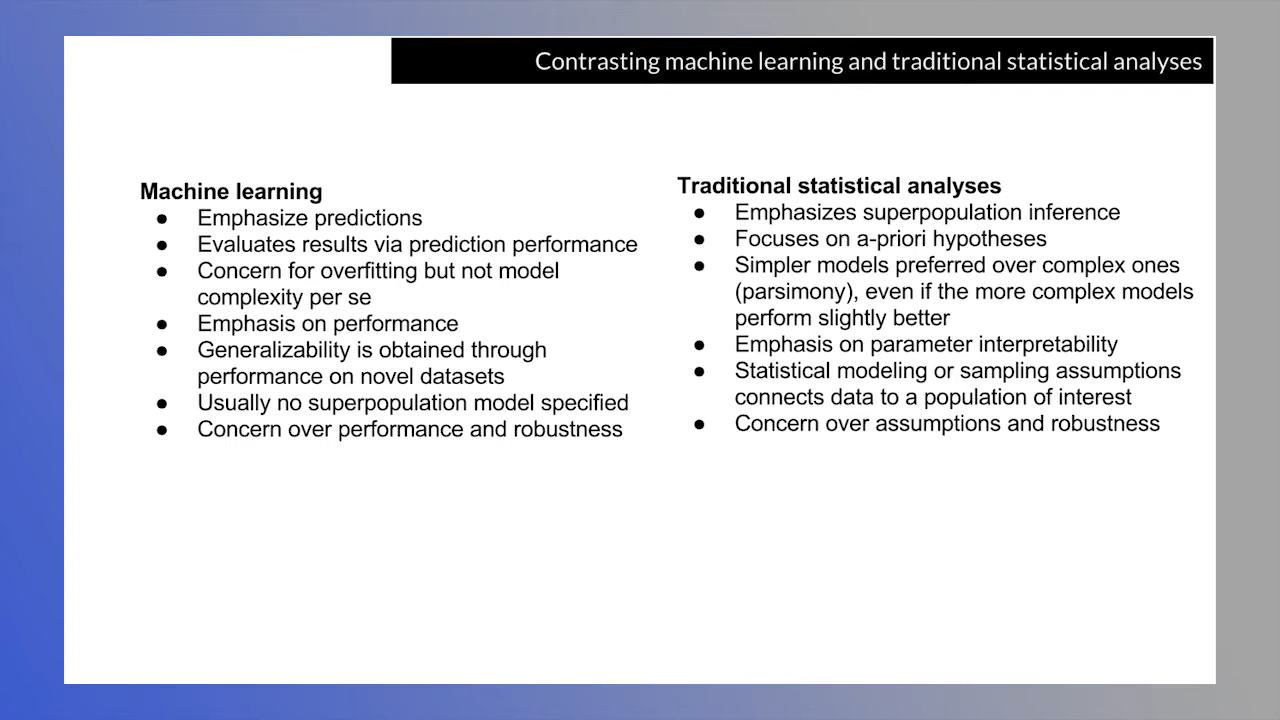 Contrasting machine learning and traditional statistical analyses
Machine learning
● Emphasize predictions
● Evaluates results via prediction performance
● Concern for overfitting but not model
complexity per se
● Emphasis on performance
● Generalizability is obtained through
performance on novel datasets
● Usually no superpopulation model specified
● Concern over performance and robustness
Traditional statistical analyses
● Emphasizes superpopulation inference
● Focuses on a-priori hypotheses
● Simpler models preferred over complex ones
(parsimony), even if the more complex models
perform slightly better
● Emphasis on parameter interpretability
● Statistical modeling or sampling assumptions
connects data to a population of interest
● Concern over assumptions and robustness